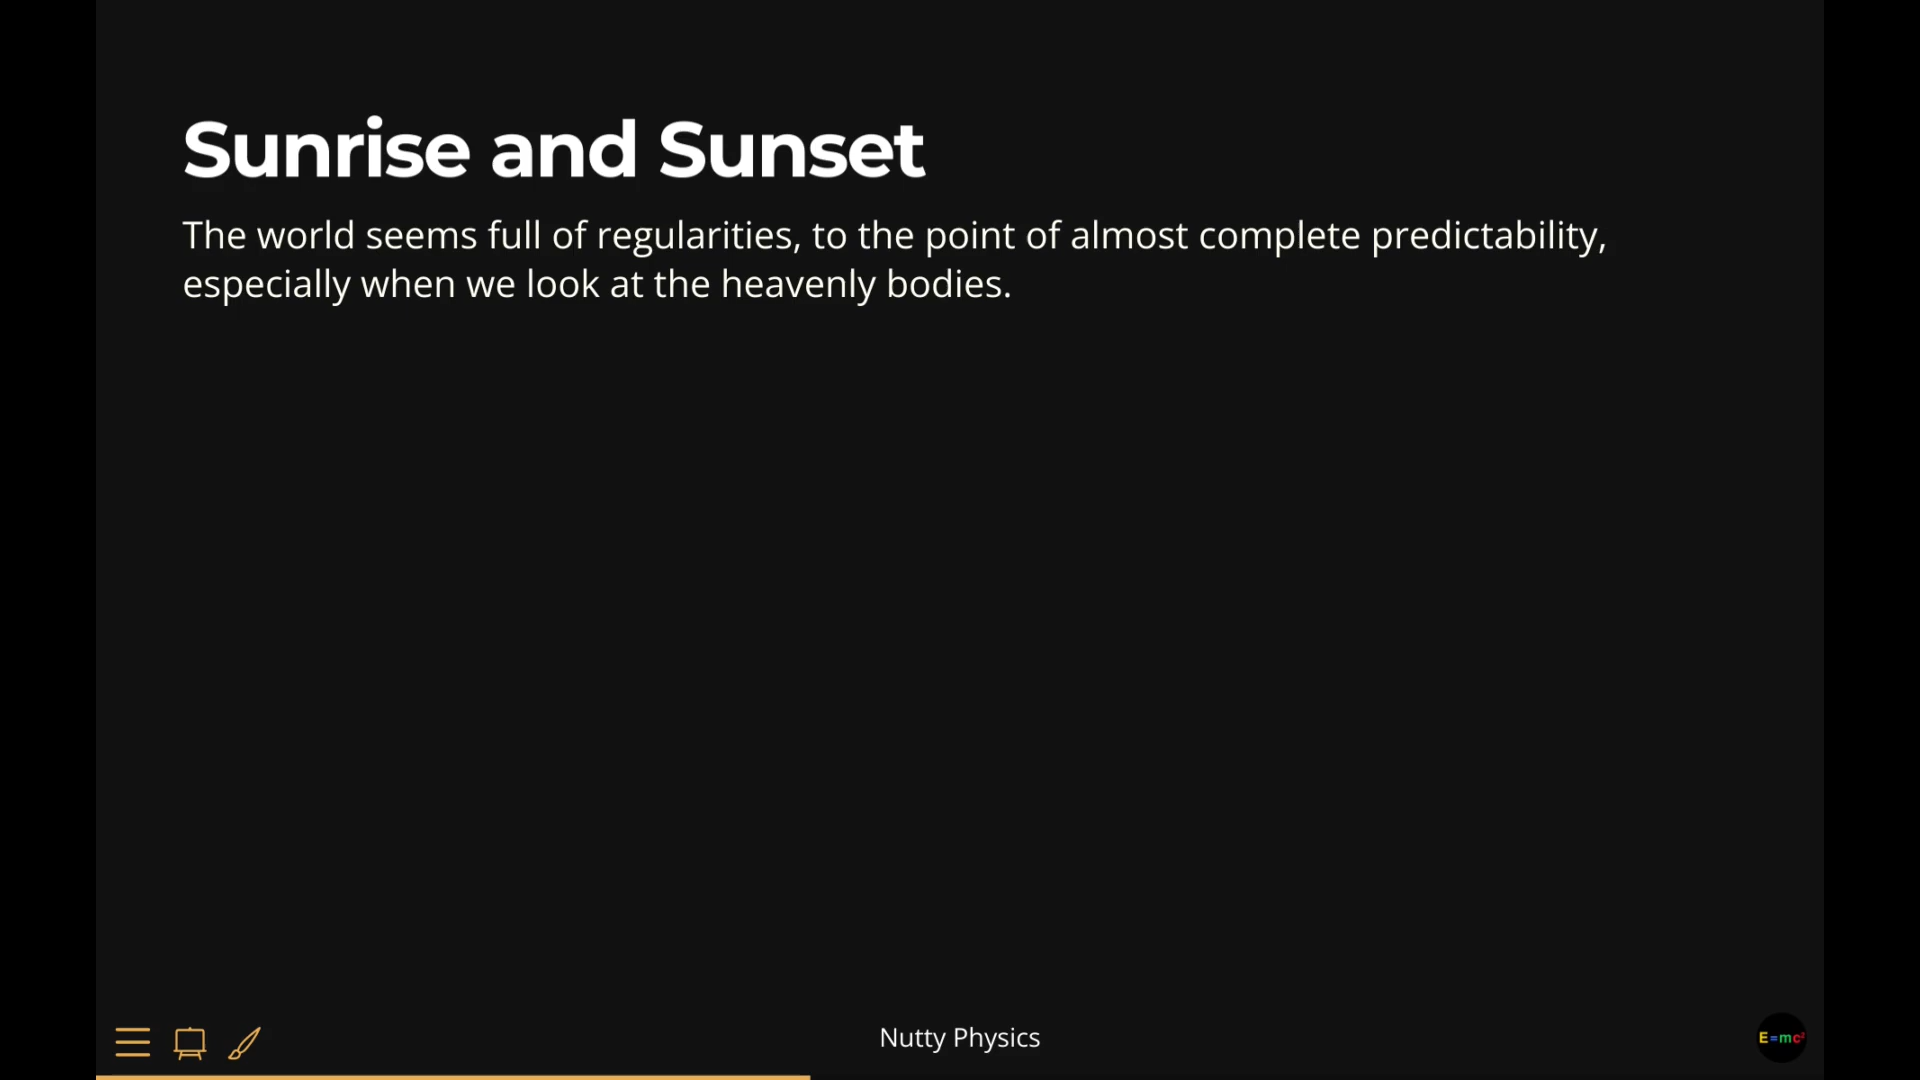 Sunrise and Sunset
The world seems full of regularities, to the point of almost complete predictability,
especially when we look at the heavenly bodies.
Nutty Physics
E=mc²